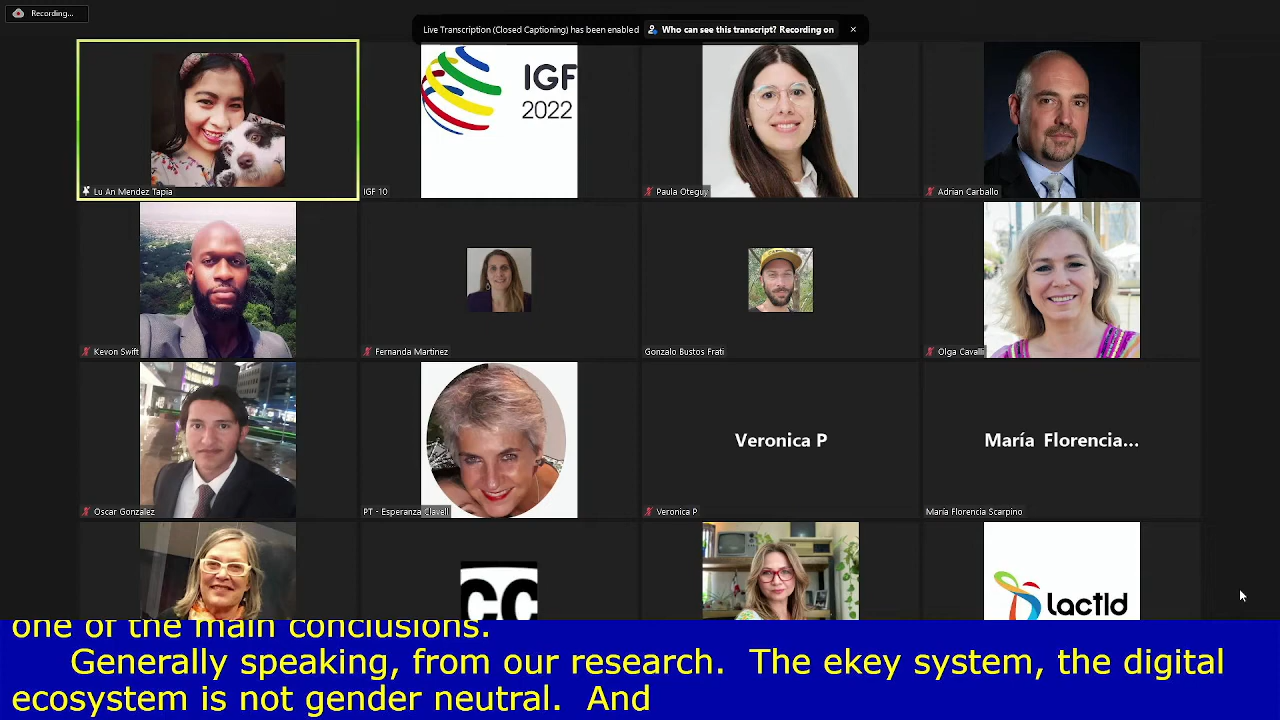 Recording...
Live Transcription (Closed Captioning) has been enabled Who can see this transcript? Recording on
IGF
2022
Lu An Mendez Tapia
IGF 10
Paula Oteguy
Adrian Carballo
Kevon Swift
Fernanda Martinez
Gonzalo Bustos Frati
Olga Cavalli
Veronica P
María Florencia...
Oscar Gonzalez
PT - Esperanza Clavell
Veronica P
María Florencia Scarpino
CC
lactld
one of the main conclusions.
Generally speaking, from our research. The ekey system, the digital
ecosystem is not gender neutral. And